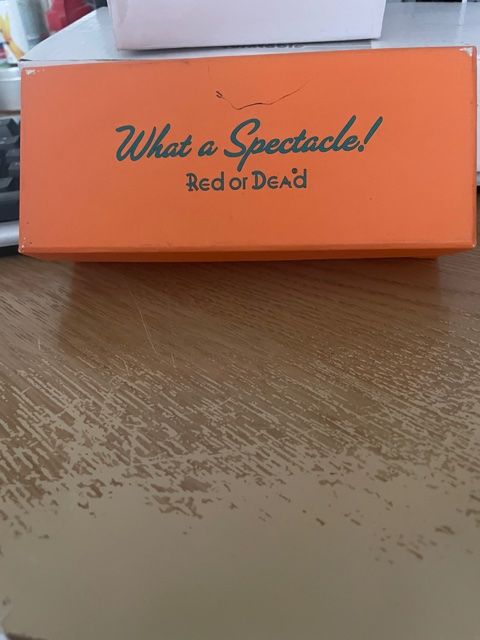 What a Spectacle!
Red or Dead